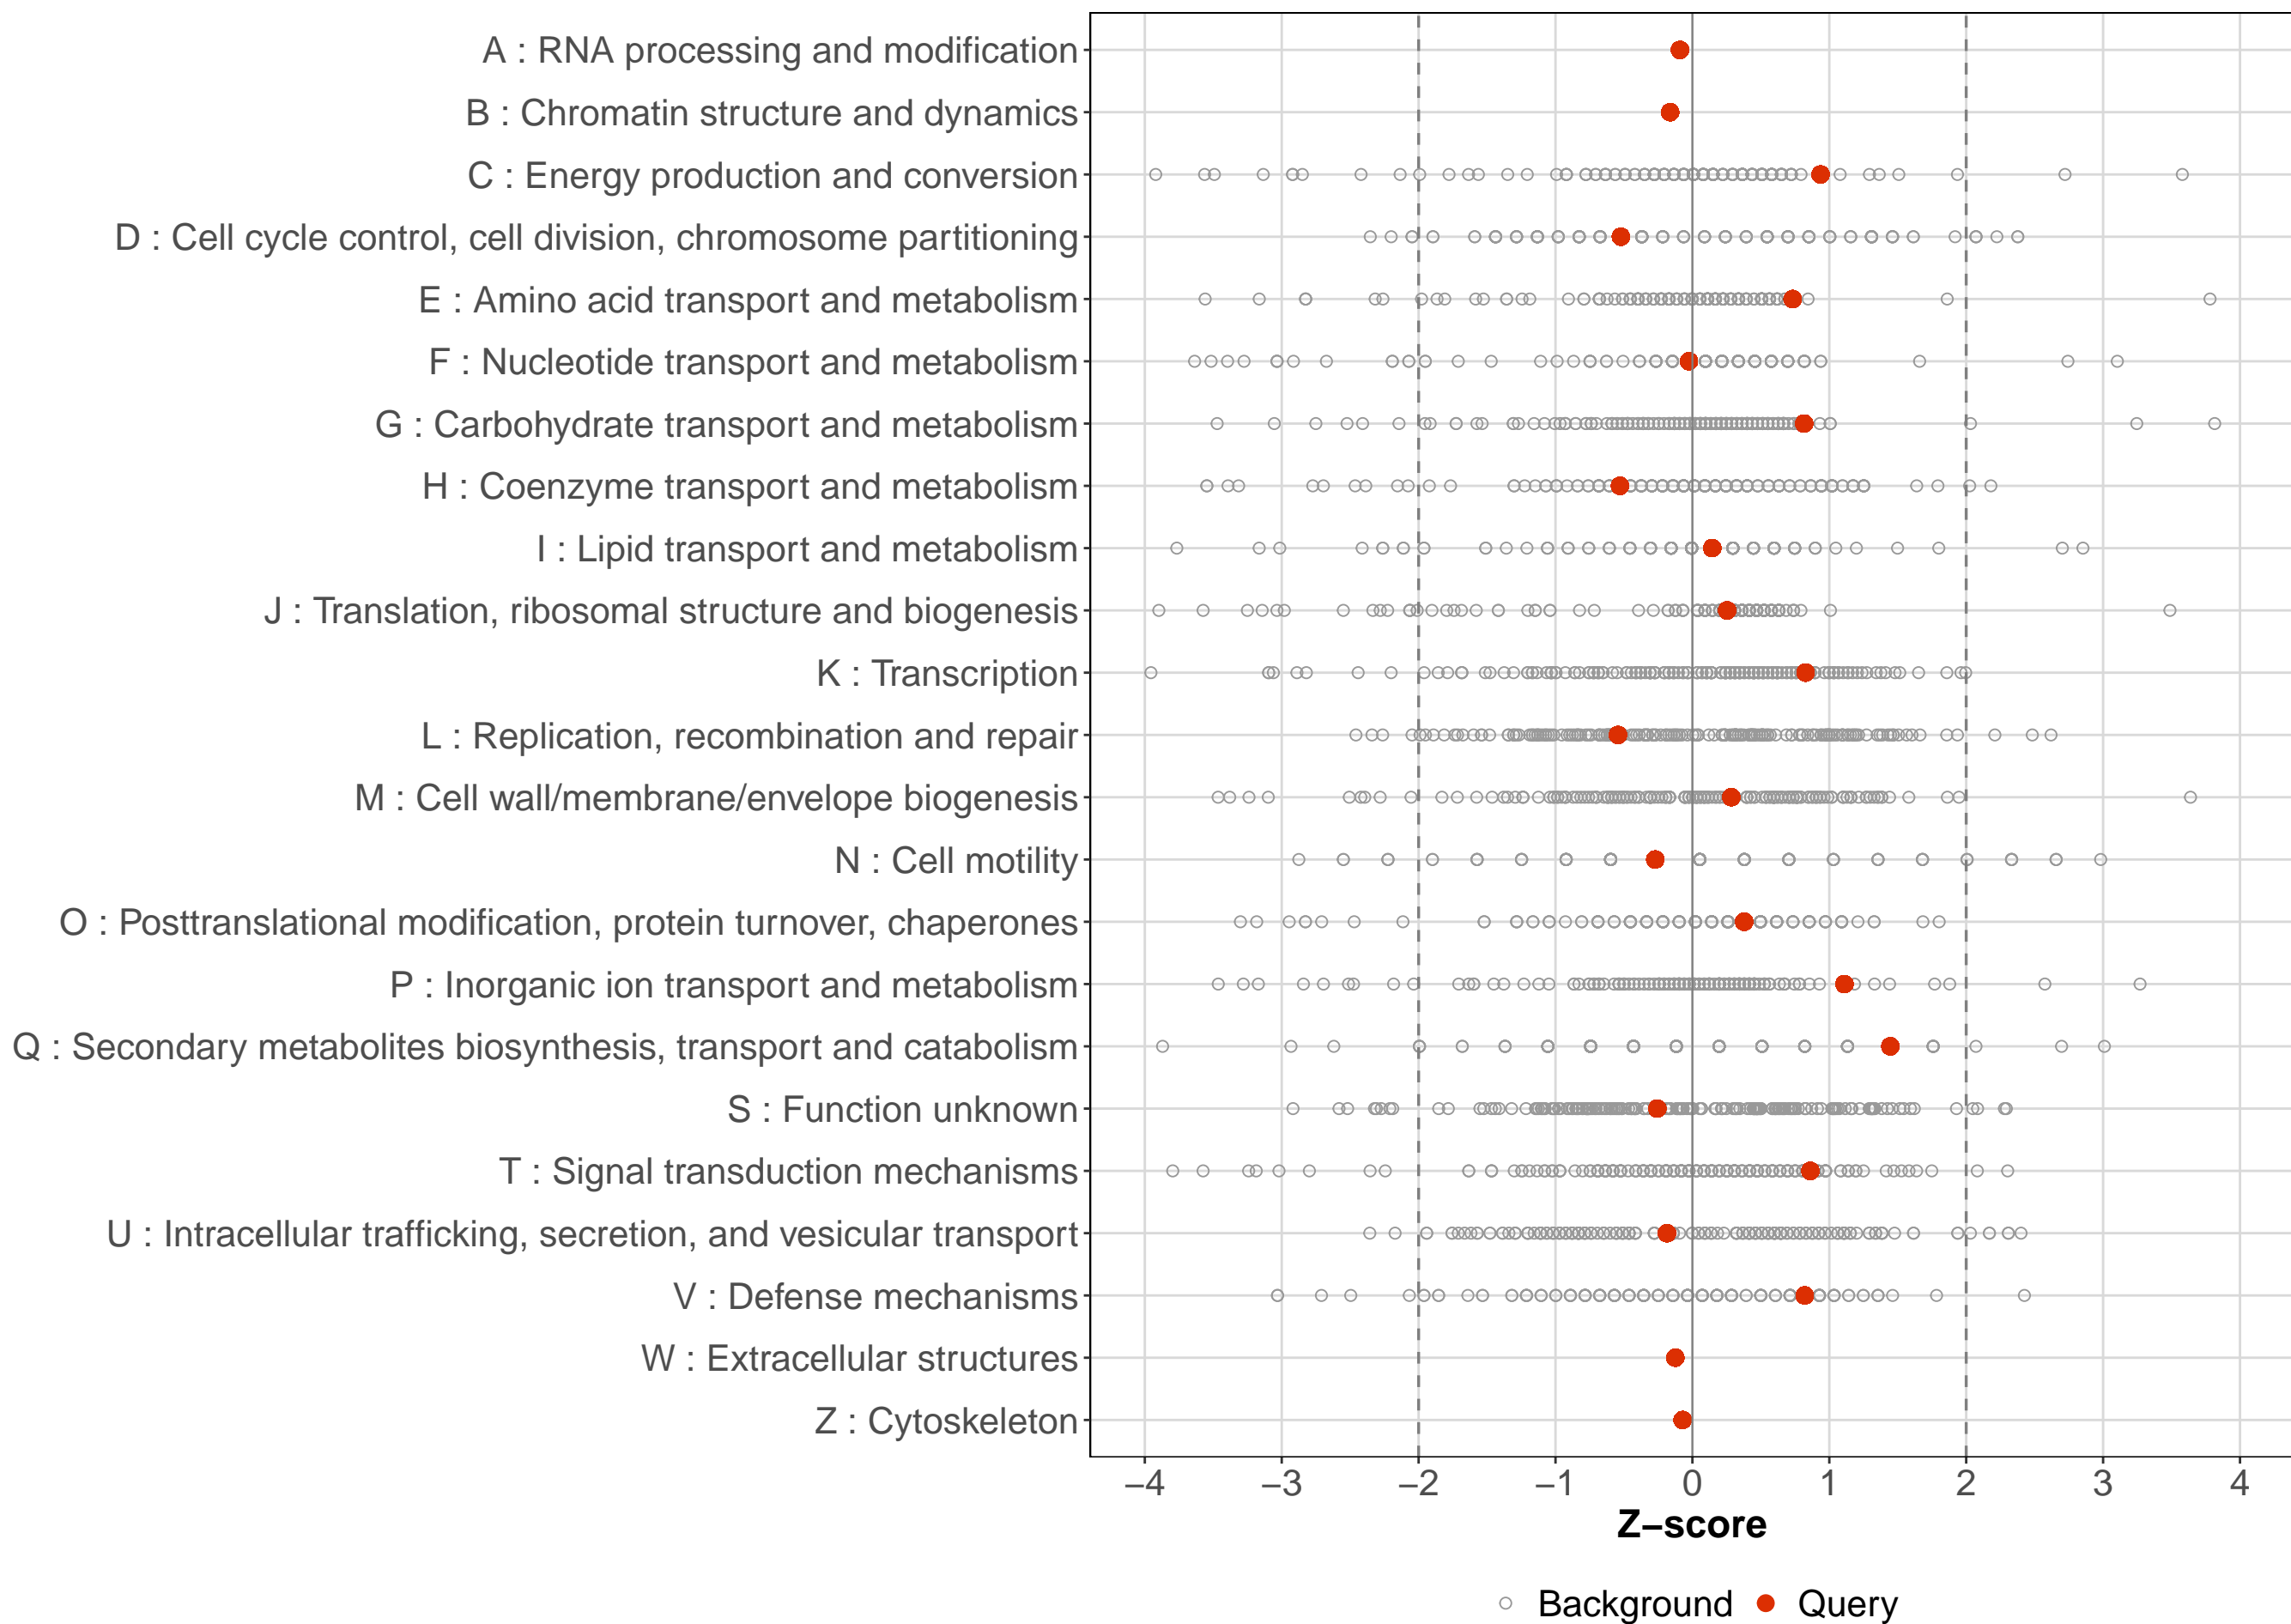 A : RNA processing and modification
B : Chromatin structure and dynamics
C : Energy production and conversion
D : Cell cycle control, cell division, chromosome partitioning
E : Amino acid transport and metabolism
F : Nucleotide transport and metabolism
G : Carbohydrate transport and metabolism
H : Coenzyme transport and metabolism
I : Lipid transport and metabolism
J : Translation, ribosomal structure and biogenesis
K : Transcription
L : Replication, recombination and repair
M : Cell wall/membrane/envelope biogenesis
N : Cell motility
O : Posttranslational modification, protein turnover, chaperones
P : Inorganic ion transport and metabolism
Q : Secondary metabolites biosynthesis, transport and catabolism
S : Function unknown
T : Signal transduction mechanisms
U : Intracellular trafficking, secretion, and vesicular transport
V : Defense mechanisms
W : Extracellular structures
Z : Cytoskeleton
−4 −3 −2 −1 0 1 2 3 4
Z−score
Background Query